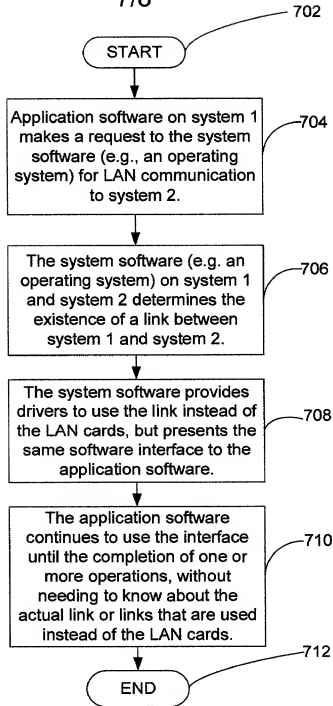 7/8
702
START
Application software on system 1
makes a request to the system
software (e.g., an operating
system) for LAN communication
to system 2.
704
The system software (e.g. an
operating system) on system 1
and system 2 determines the
existence of a link between
system 1 and system 2.
706
The system software provides
drivers to use the link instead of
the LAN cards, but presents the
same software interface to the
application software.
708
The application software
continues to use the interface
until the completion of one or
more operations, without
needing to know about the
actual link or links that are used
instead of the LAN cards.
710
712
END